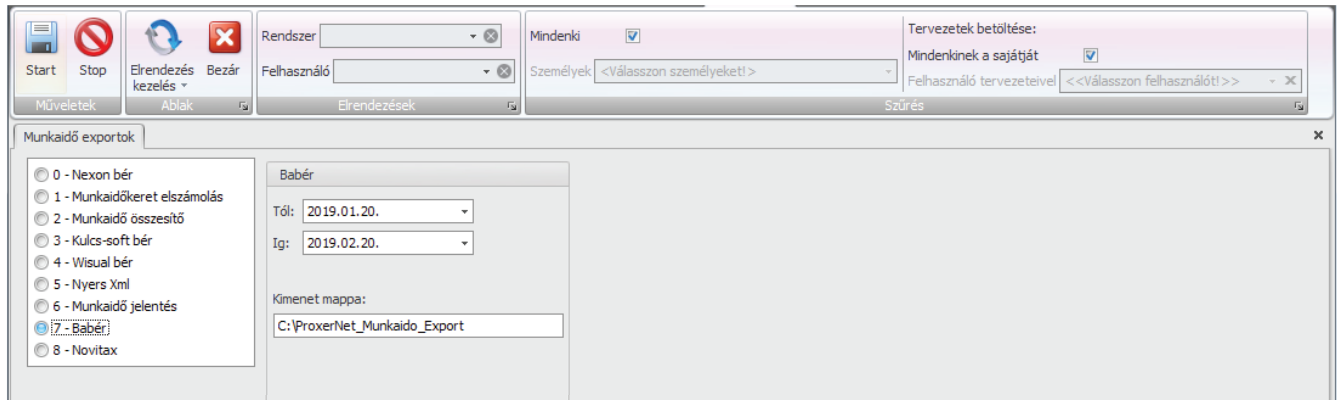 Start
Stop
Műveletek
Elrendezés
kezelés
Bezár
Ablak
Rendszer
Felhasználó
Elrendezések
Mindenki
Személyek <Válasszon személyeket!>
Tervezetek betöltése:
Mindenkinek a sajátját
Felhasználó tervezeteivel <<Válasszon felhasználót!>>
Szűrés
Munkaidő exportok
0 - Nexon bér
1 - Munkaidőkeret elszámolás
2 - Munkaidő összesítő
3 - Kulcs-soft bér
4 - Wisual bér
5 - Nyers Xml
6 - Munkaidő jelentés
7 - Babér
8 - Novitax
Babér
Tól: 2019.01.20.
Ig: 2019.02.20.
Kimenet mappa:
C:\ProxerNet_Munkaido_Export